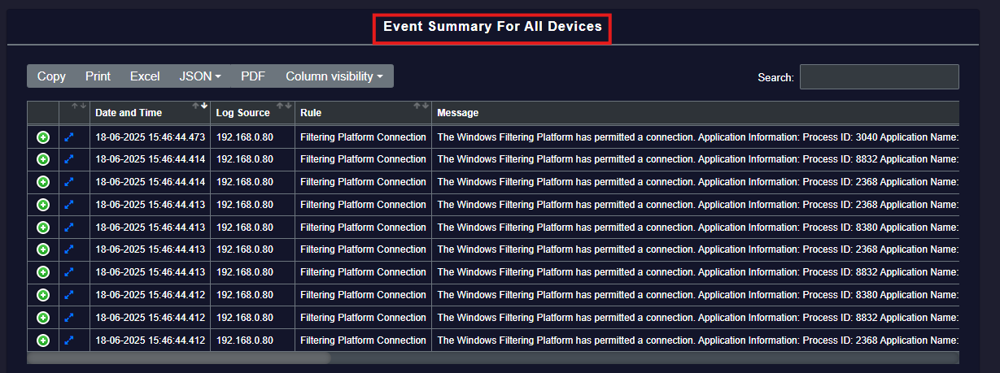 Event Summary For All Devices
Copy Print Excel JSON PDF Column visibility Search:
Date and Time Log Source Rule Message
18-06-2025 15:46:44.473 192.168.0.80 Filtering Platform Connection The Windows Filtering Platform has permitted a connection. Application Information: Process ID: 3040 Application Name:
18-06-2025 15:46:44.414 192.168.0.80 Filtering Platform Connection The Windows Filtering Platform has permitted a connection. Application Information: Process ID: 8832 Application Name:
18-06-2025 15:46:44.414 192.168.0.80 Filtering Platform Connection The Windows Filtering Platform has permitted a connection. Application Information: Process ID: 2368 Application Name:
18-06-2025 15:46:44.413 192.168.0.80 Filtering Platform Connection The Windows Filtering Platform has permitted a connection. Application Information: Process ID: 2368 Application Name:
18-06-2025 15:46:44.413 192.168.0.80 Filtering Platform Connection The Windows Filtering Platform has permitted a connection. Application Information: Process ID: 8380 Application Name:
18-06-2025 15:46:44.413 192.168.0.80 Filtering Platform Connection The Windows Filtering Platform has permitted a connection. Application Information: Process ID: 2368 Application Name:
18-06-2025 15:46:44.413 192.168.0.80 Filtering Platform Connection The Windows Filtering Platform has permitted a connection. Application Information: Process ID: 8832 Application Name:
18-06-2025 15:46:44.412 192.168.0.80 Filtering Platform Connection The Windows Filtering Platform has permitted a connection. Application Information: Process ID: 8380 Application Name:
18-06-2025 15:46:44.412 192.168.0.80 Filtering Platform Connection The Windows Filtering Platform has permitted a connection. Application Information: Process ID: 8832 Application Name:
18-06-2025 15:46:44.412 192.168.0.80 Filtering Platform Connection The Windows Filtering Platform has permitted a connection. Application Information: Process ID: 2368 Application Name: